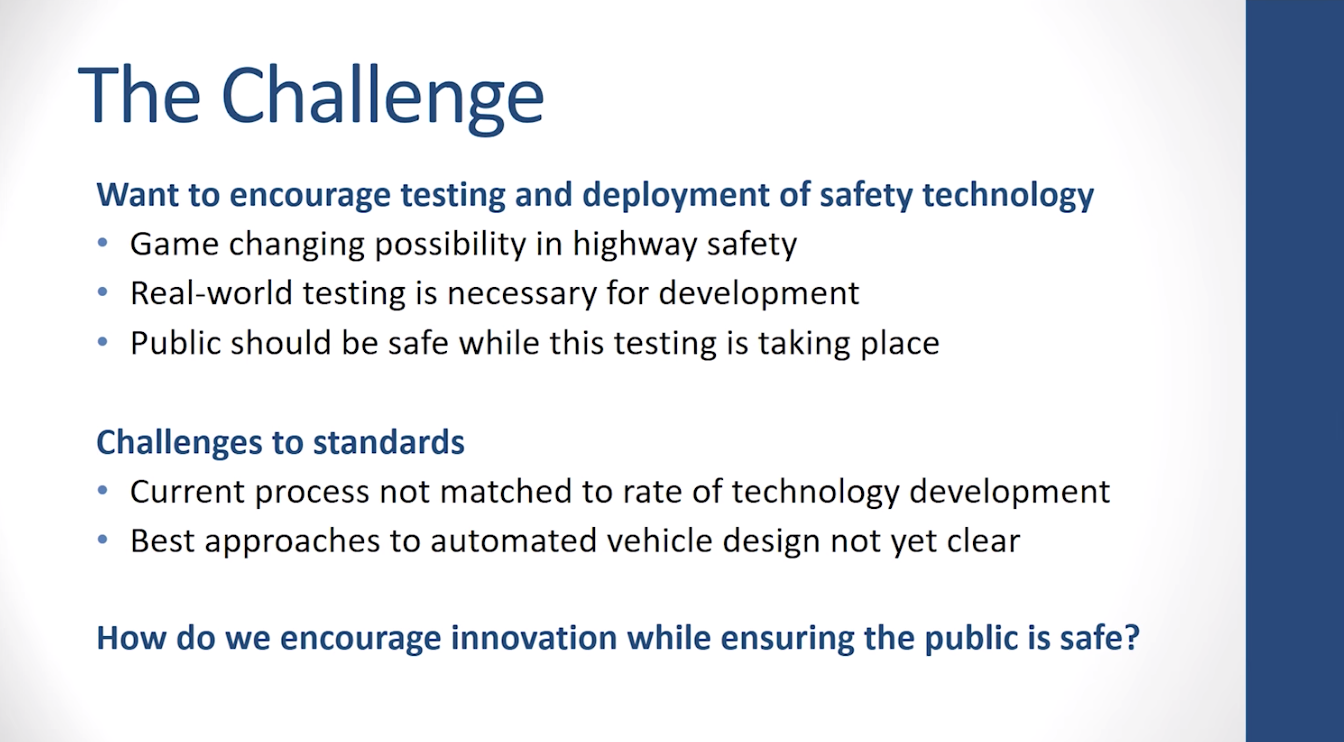 The Challenge
Want to encourage testing and deployment of safety technology
• Game changing possibility in highway safety
• Real-world testing is necessary for development
• Public should be safe while this testing is taking place
Challenges to standards
• Current process not matched to rate of technology development
• Best approaches to automated vehicle design not yet clear
How do we encourage innovation while ensuring the public is safe?